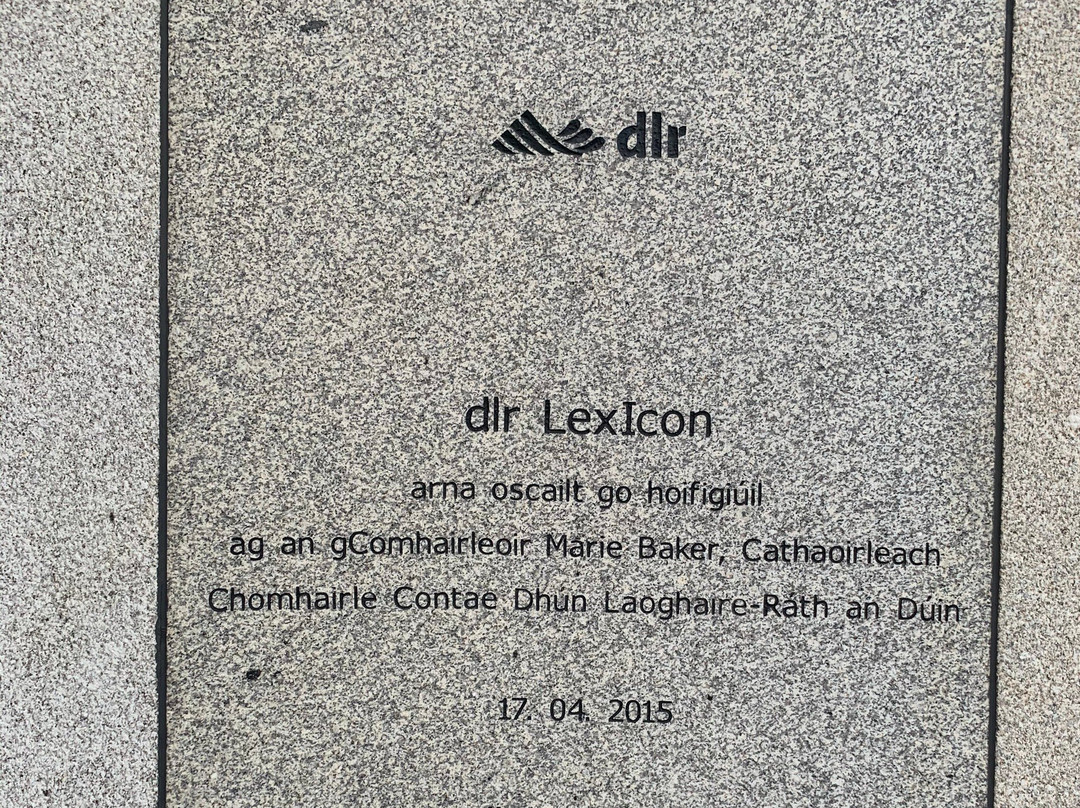 dlr
dlr LexIcon
arna oscailt go hoifigiúil
ag an gComhairleoir Marie Baker, Cathaoirleach
Chomhairle Contae Dhún Laoghaire-Ráth an Dúin
17. 04. 2015